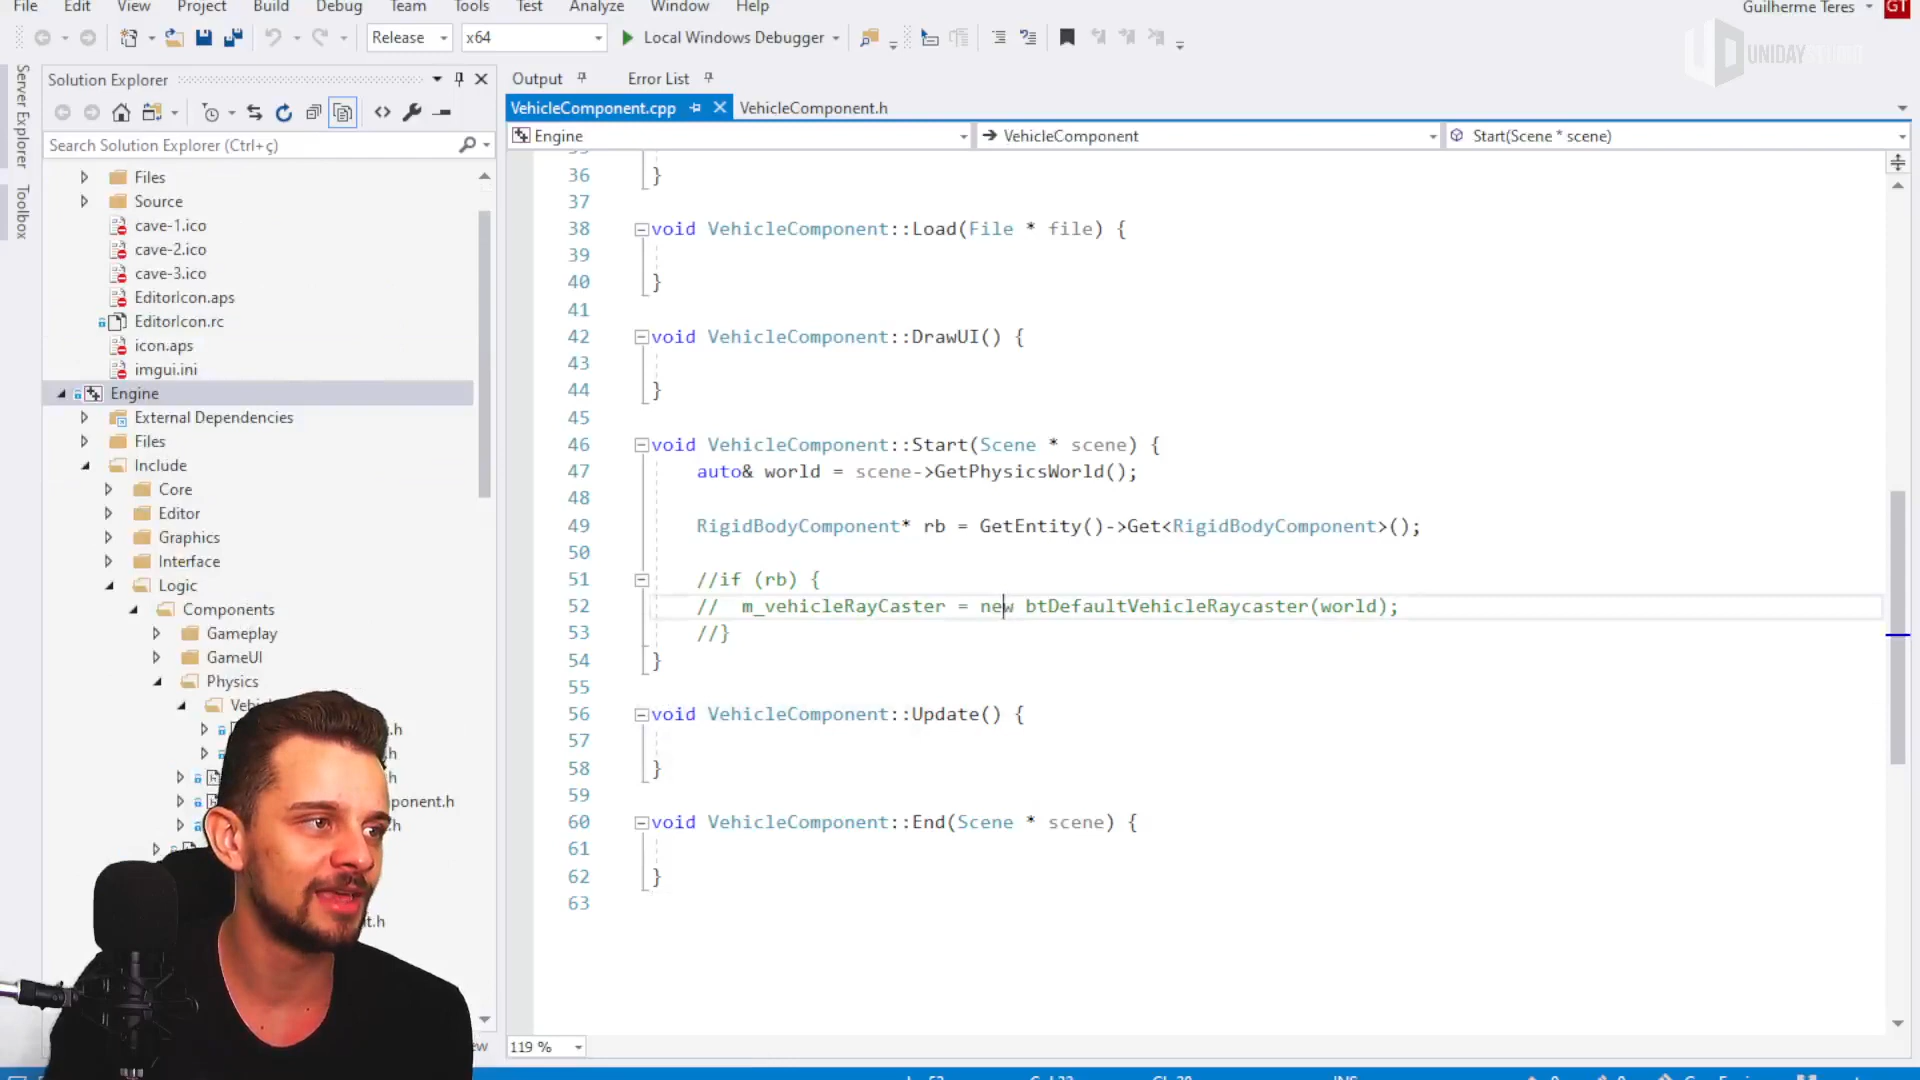 File Edit View Project Build Debug Team Tools Test Analyze Window Help
Guilherme Teres GT
Release x64 Local Windows Debugger
UNIDAY
Server Explorer
Toolbox
Solution Explorer
Search Solution Explorer (Ctrl+ç)
Files
Source
cave-1.ico
cave-2.ico
cave-3.ico
EditorIcon.aps
EditorIcon.rc
icon.aps
imgui.ini
Engine
External Dependencies
Files
Include
Core
Editor
Graphics
Interface
Logic
Components
Gameplay
GameUI
Physics
.h
h
h
ponent.h
h
t.h
Output Error List
VehicleComponent.cpp VehicleComponent.h
Engine VehicleComponent Start(Scene * scene)
36 }
37
38 void VehicleComponent::Load(File * file) {
39
40 }
41
42 void VehicleComponent::DrawUI() {
43
44 }
45
46 void VehicleComponent::Start(Scene * scene) {
47 auto& world = scene->GetPhysicsWorld();
48
49 RigidBodyComponent* rb = GetEntity()->Get<RigidBodyComponent>();
50
51 //if (rb) {
52 // m_vehicleRayCaster = new btDefaultVehicleRaycaster(world);
53 //}
54 }
55
56 void VehicleComponent::Update() {
57
58 }
59
60 void VehicleComponent::End(Scene * scene) {
61
62 }
63
119 %